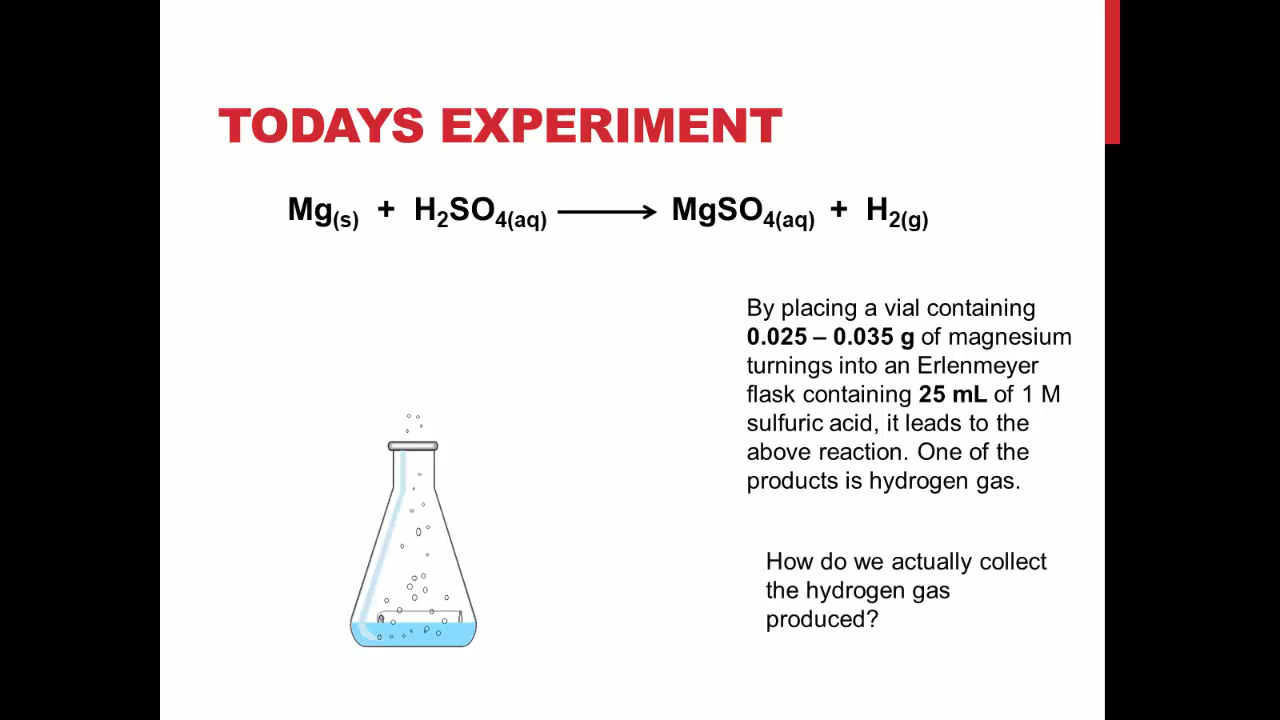 TODAYS EXPERIMENT
Mg(s) + H2SO4(aq) ⟶ MgSO4(aq) + H2(g)
By placing a vial containing
0.025 – 0.035 g of magnesium
turnings into an Erlenmeyer
flask containing 25 mL of 1 M
sulfuric acid, it leads to the
above reaction. One of the
products is hydrogen gas.
How do we actually collect
the hydrogen gas
produced?